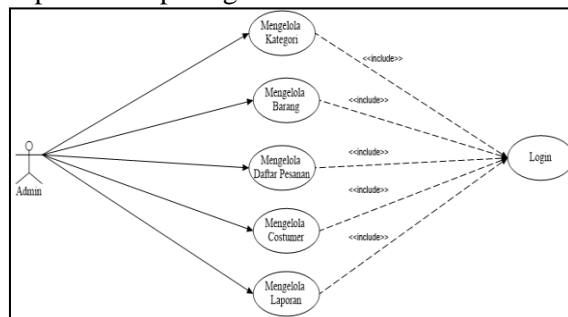 Mengelola
Kategori
<<include>>
Mengelola
Barang
<<include>>
Mengelola
Daftar Pesanan
<<include>>
Login
Admin
<<include>>
Mengelola
Costumer
<<include>>
Mengelola
Laporan